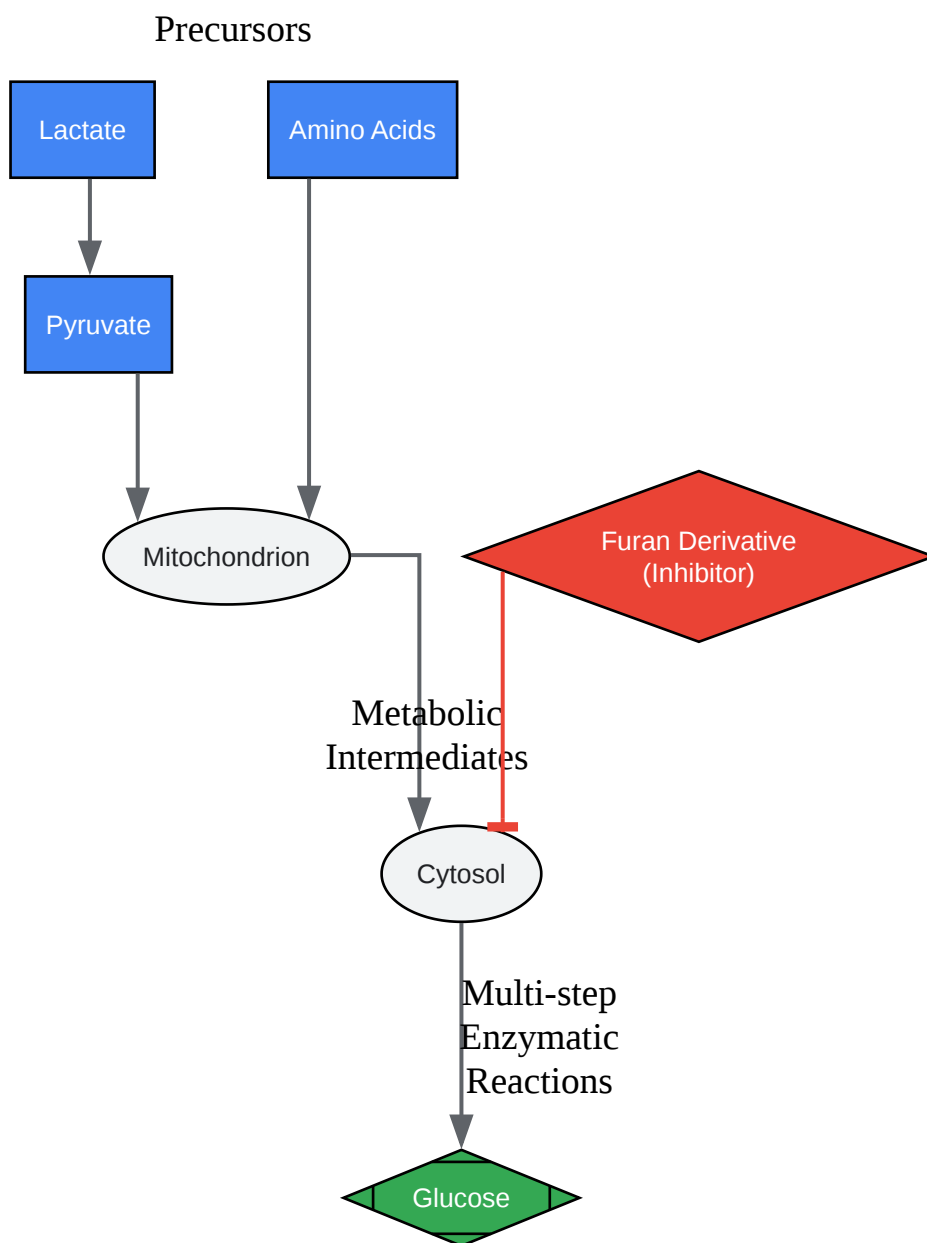 Precursors
Lactate
Amino Acids
Pyruvate
Mitochondrion
Furan Derivative
(Inhibitor)
Metabolic
Intermediates
Cytosol
Multi-step
Enzymatic
Reactions
Glucose